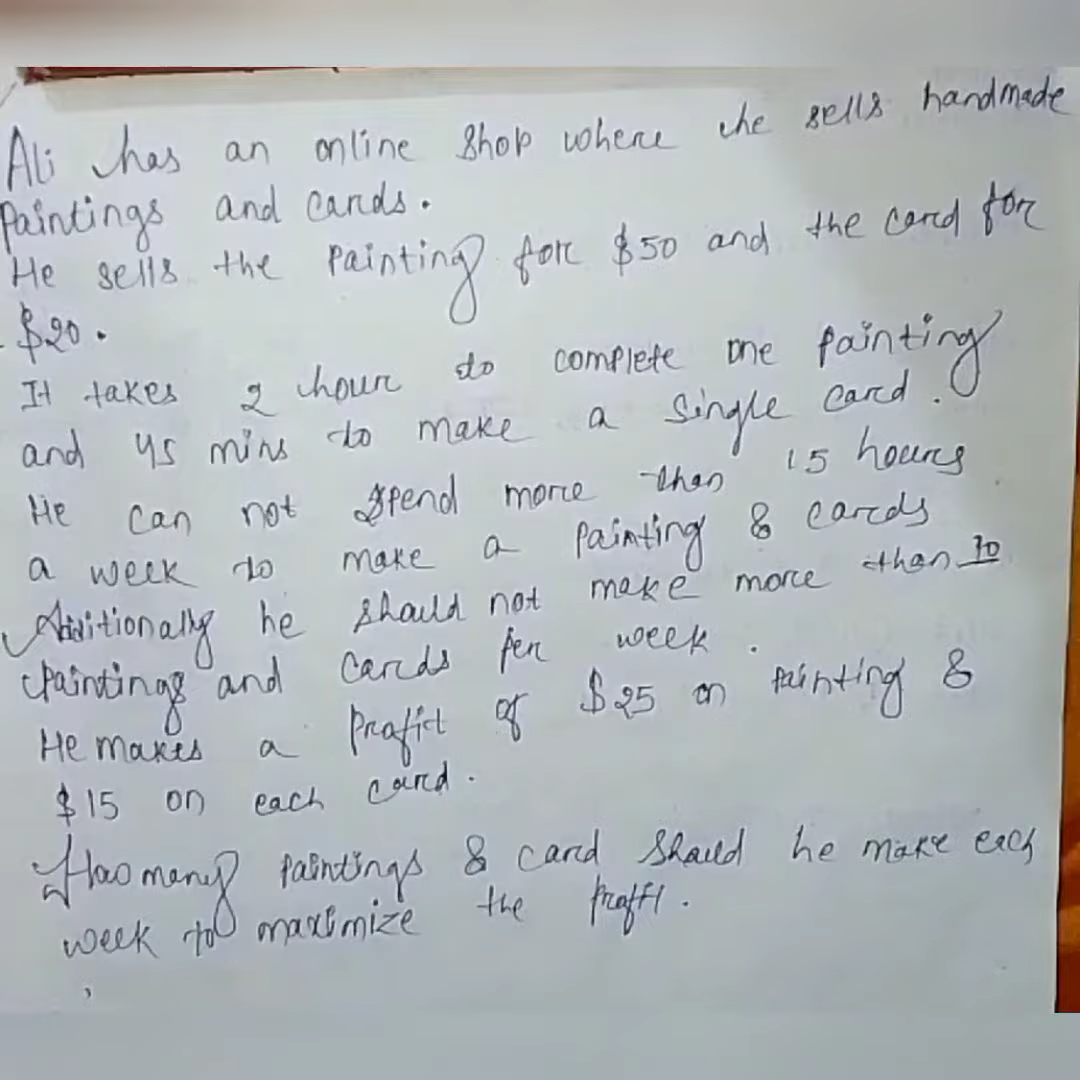 Ali has an online shop where he sells handmade
Paintings and cards.
He sells the painting for $50 and the card for
$20.
It takes 2 hour to complete one painting
and 45 mins to make a single card.
He can not spend more than 15 hours
a week to make a painting & cards
Additionally he should not make more than 10
paintings and cards per week.
He makes a profit of $25 on painting &
$15 on each card.
How many paintings & card should he make each
week to maximize the profit.